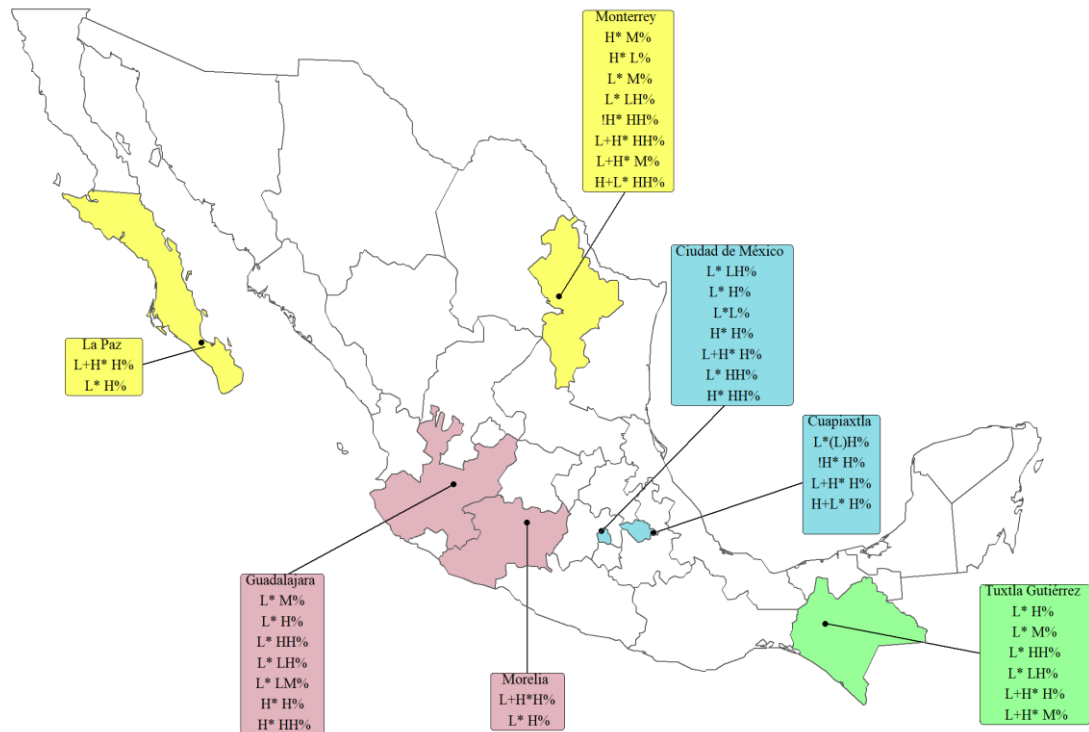 Monterrey
H* M%
H* L%
L* M%
L* LH%
!H* HH%
L+H* HH%
L+H* M%
H+L* HH%
Ciudad de México
L* LH%
L* H%
L*L%
H* H%
L+H* H%
L* HH%
H* HH%
La Paz
L+H* H%
L* H%
Cuapiaxtla
L*(L)H%
!H* H%
L+H* H%
H+L* H%
Guadalajara
L* M%
L* H%
L* HH%
L* LH%
L* LM%
H* H%
H* HH%
Morelia
L+H*H%
L* H%
Tuxtla Gutiérrez
L* H%
L* M%
L* HH%
L* LH%
L+H* H%
L+H* M%